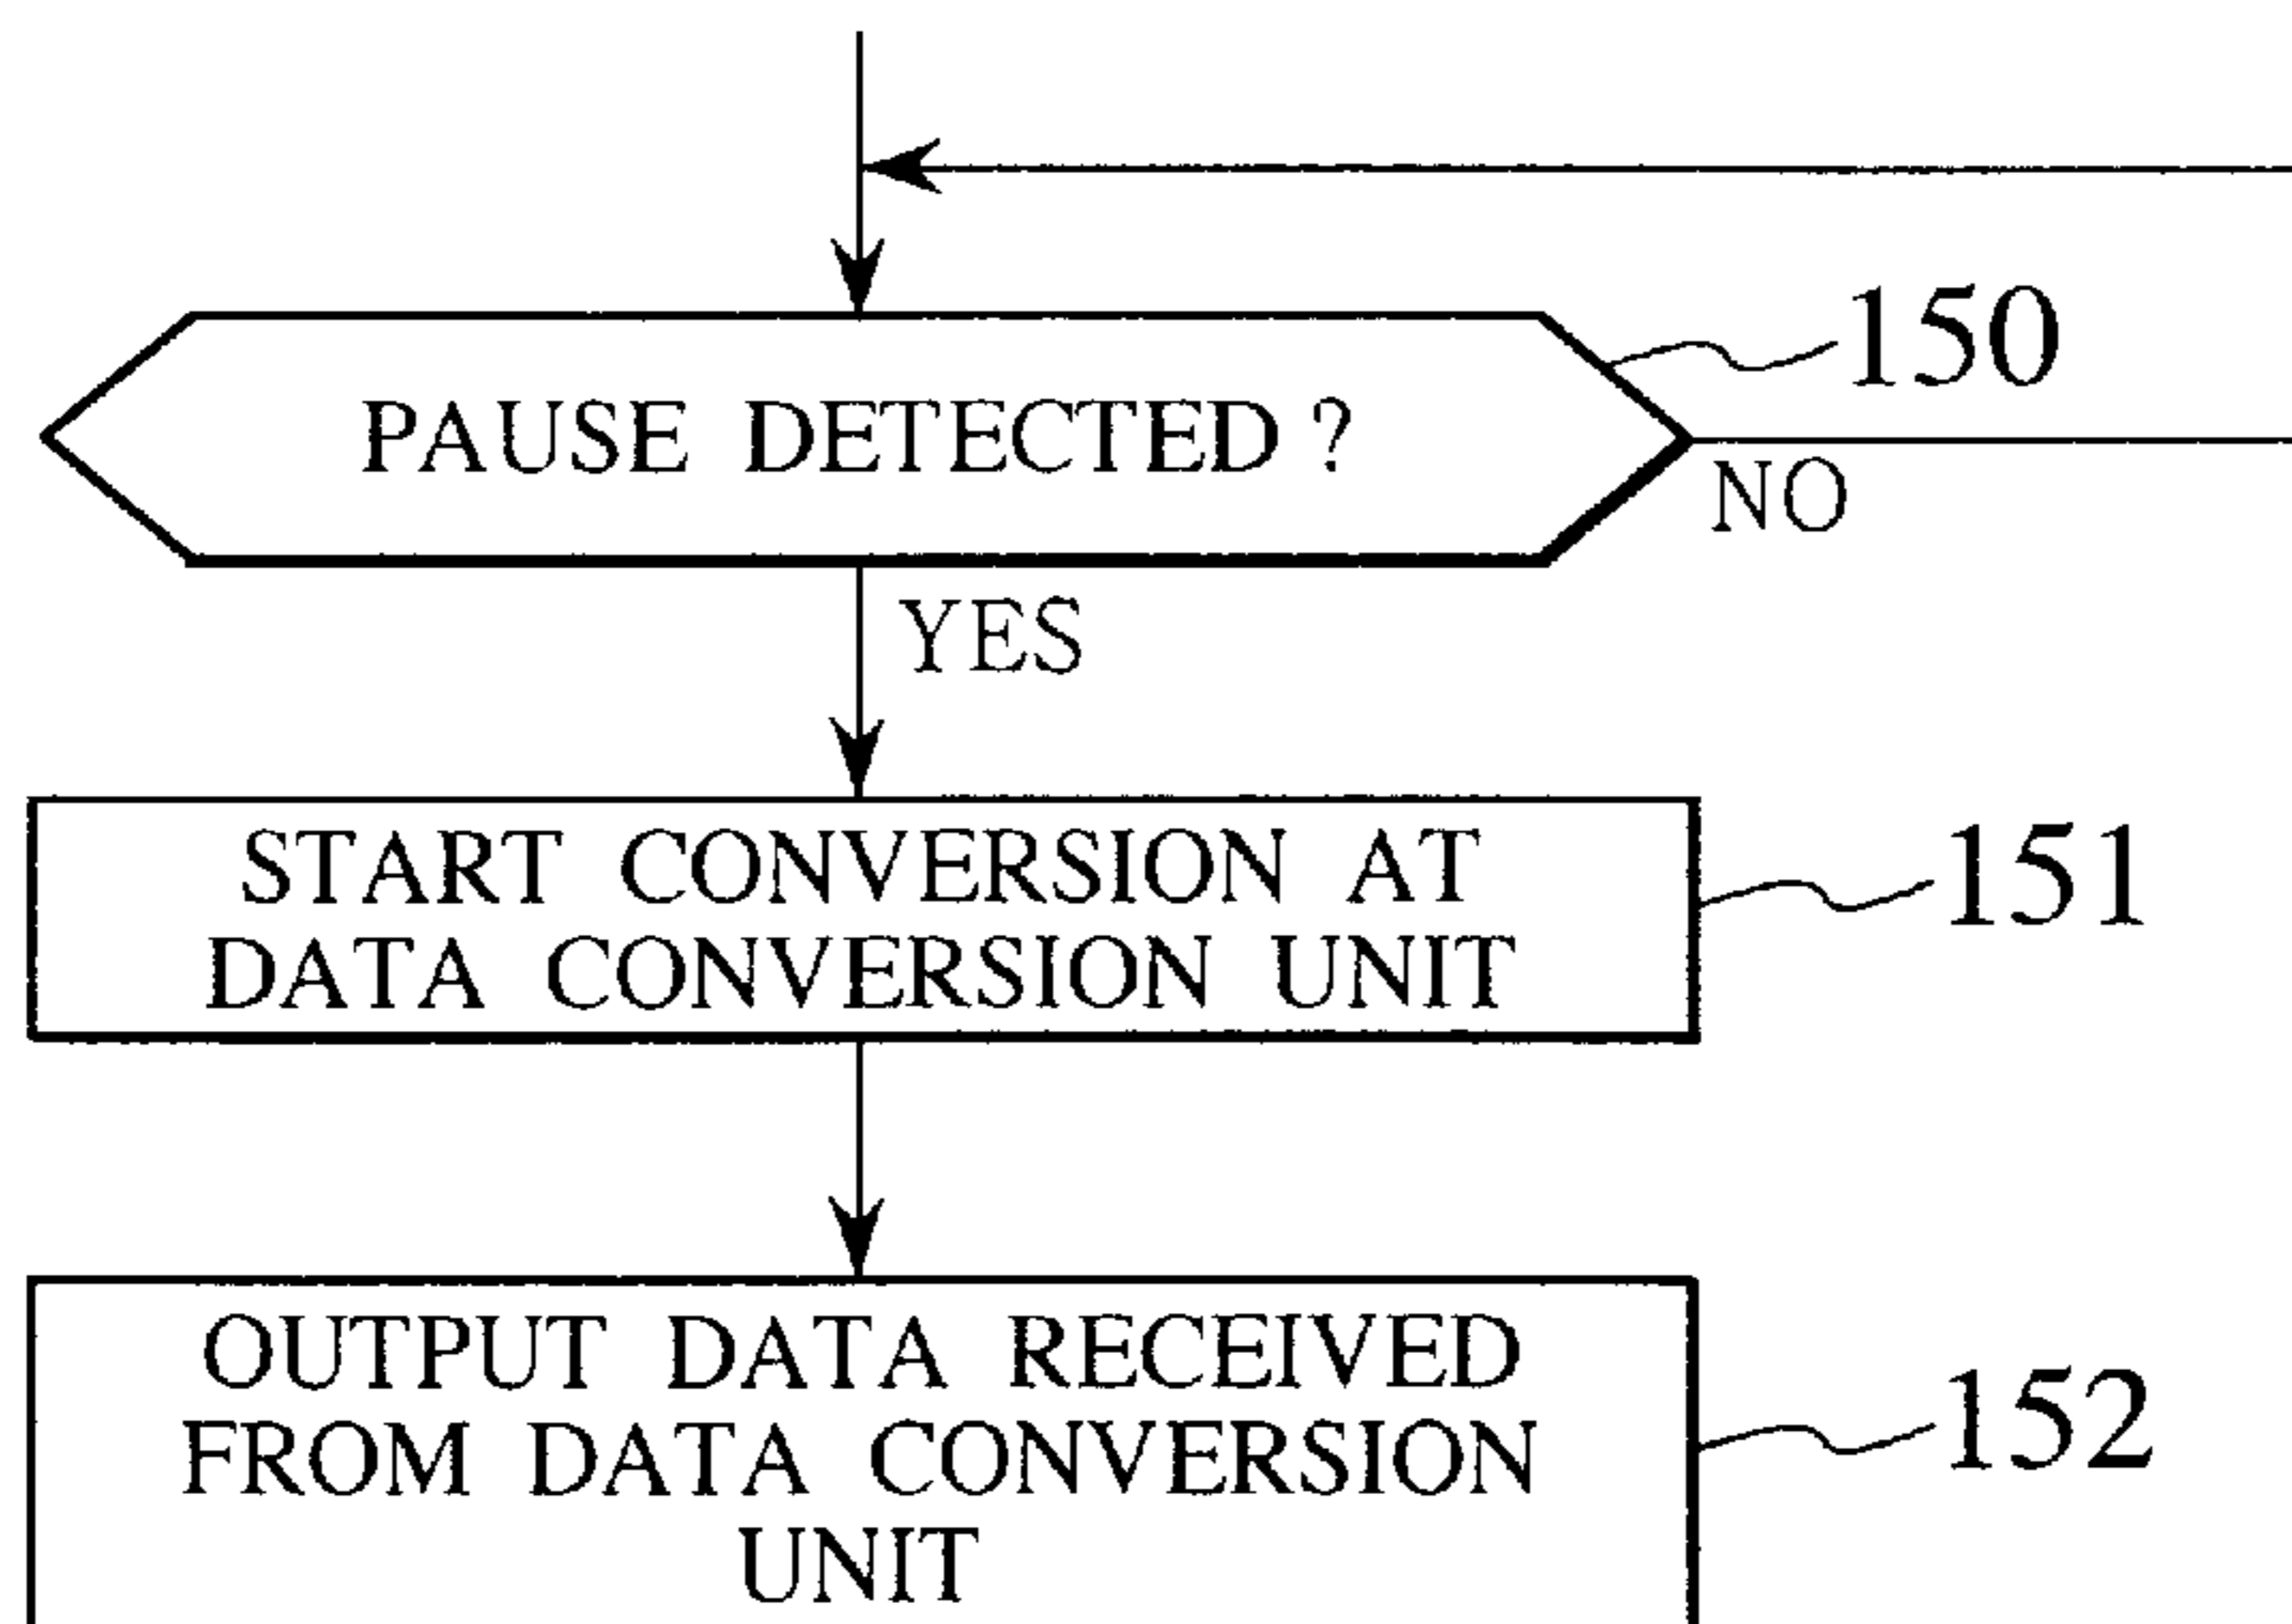 150
PAUSE DETECTED ?
NO
YES
START CONVERSION AT
DATA CONVERSION UNIT
151
OUTPUT DATA RECEIVED
FROM DATA CONVERSION
UNIT
152